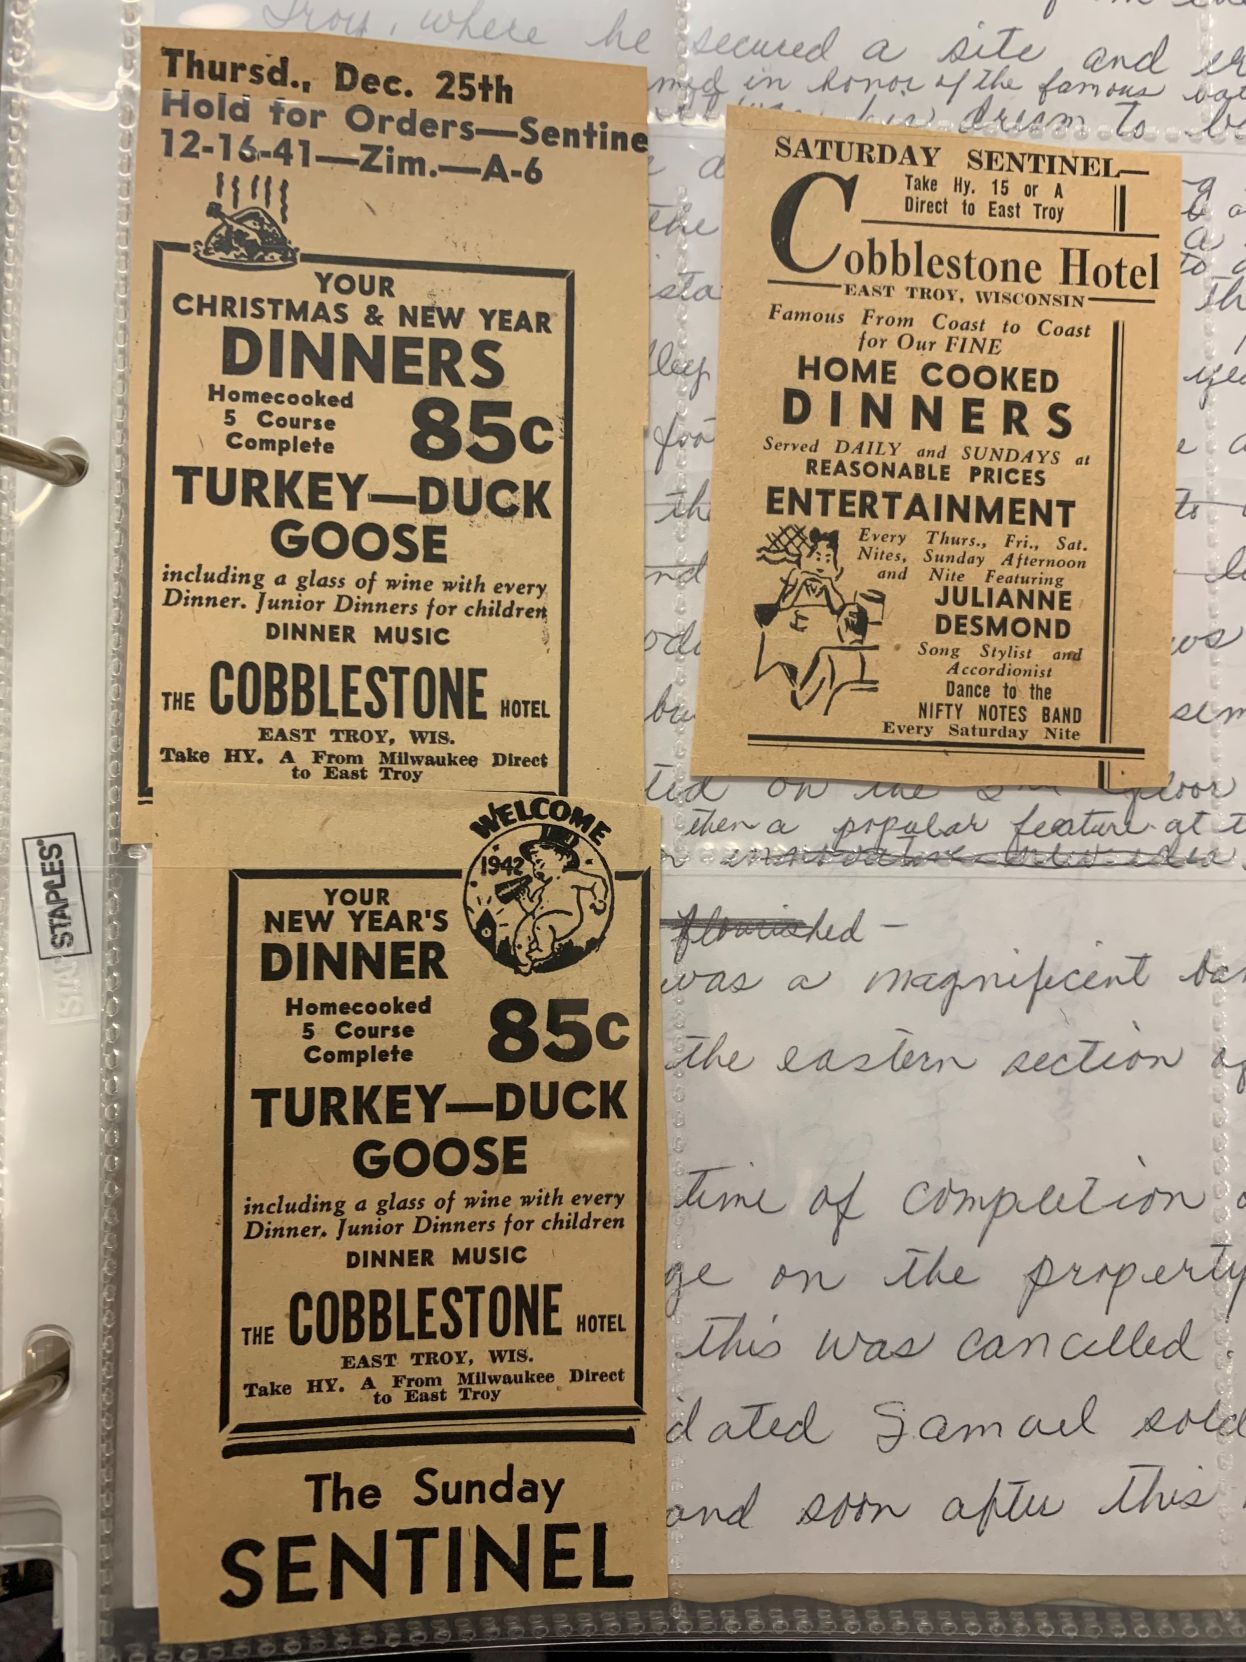 Thursd., Dec. 25th
Hold for Orders—Sentine
12-16-41—Zim.—A-6
YOUR
CHRISTMAS & NEW YEAR
DINNERS
Homecooked
5 Course
Complete
85c
TURKEY—DUCK
GOOSE
including a glass of wine with every
Dinner. Junior Dinners for children
DINNER MUSIC
THE COBBLESTONE HOTEL
EAST TROY, WIS.
Take HY. A From Milwaukee Direct
to East Troy
WELCOME
1942
YOUR
NEW YEAR'S
DINNER
Homecooked
5 Course
Complete
85c
TURKEY—DUCK
GOOSE
including a glass of wine with every
Dinner. Junior Dinners for children
DINNER MUSIC
THE COBBLESTONE HOTEL
EAST TROY, WIS.
Take HY. A From Milwaukee Direct
to East Troy
The Sunday
SENTINEL
SATURDAY SENTINEL—
Take Hy. 15 or A
Direct to East Troy
Cobblestone Hotel
EAST TROY, WISCONSIN
Famous From Coast to Coast
for Our FINE
HOME COOKED
DINNERS
Served DAILY and SUNDAYS at
REASONABLE PRICES
ENTERTAINMENT
Every Thurs., Fri., Sat.
Nites, Sunday Afternoon
and Nite Featuring
JULIANNE
DESMOND
Song Stylist and
Accordionist
Dance to the
NIFTY NOTES BAND
Every Saturday Nite
STAPLES
Troy, where he secured a site and
in honor of the famous
dream to
the
on the 2nd floor
then a popular feature at
flourished –
was a magnificent
the eastern section
time of completion
on the property
this was cancelled.
dated Samuel sold
and soon after this